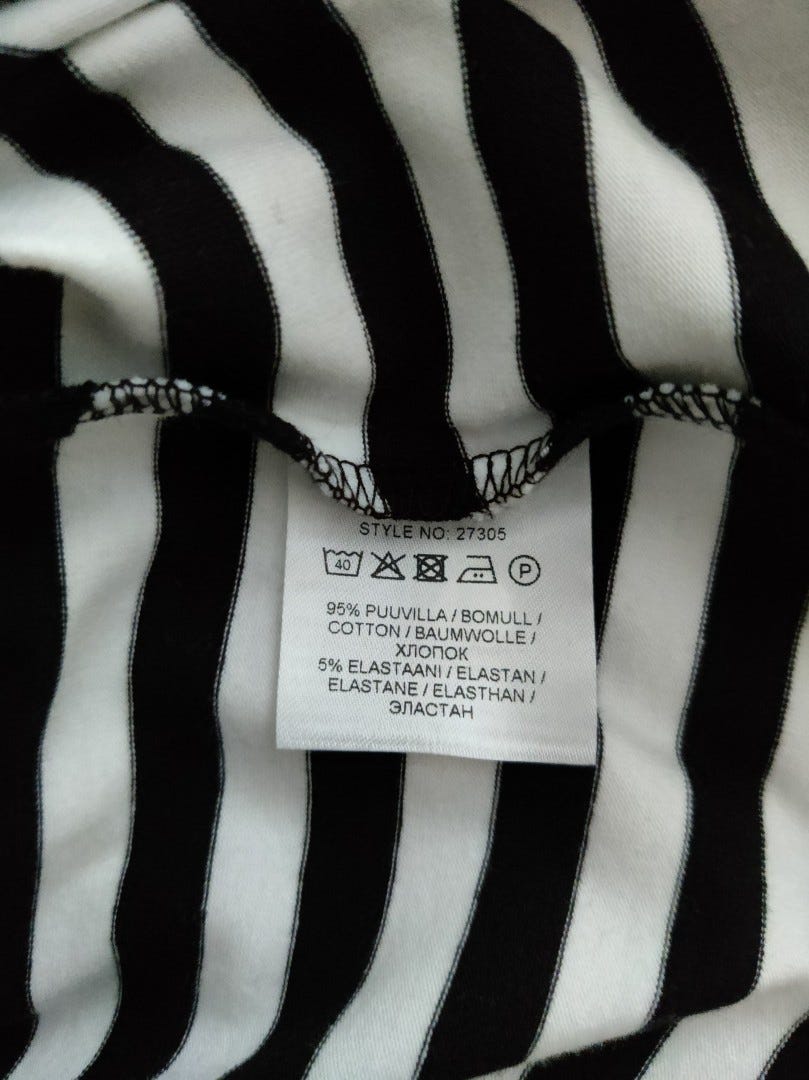 STYLE NO: 27305
40 P
95% PUUVILLA / BOMULL /
COTTON / BAUMWOLLE /
ХЛОПОК
5% ELASTAANI / ELASTAN /
ELASTANE / ELASTHAN /
ЭЛАСТАН